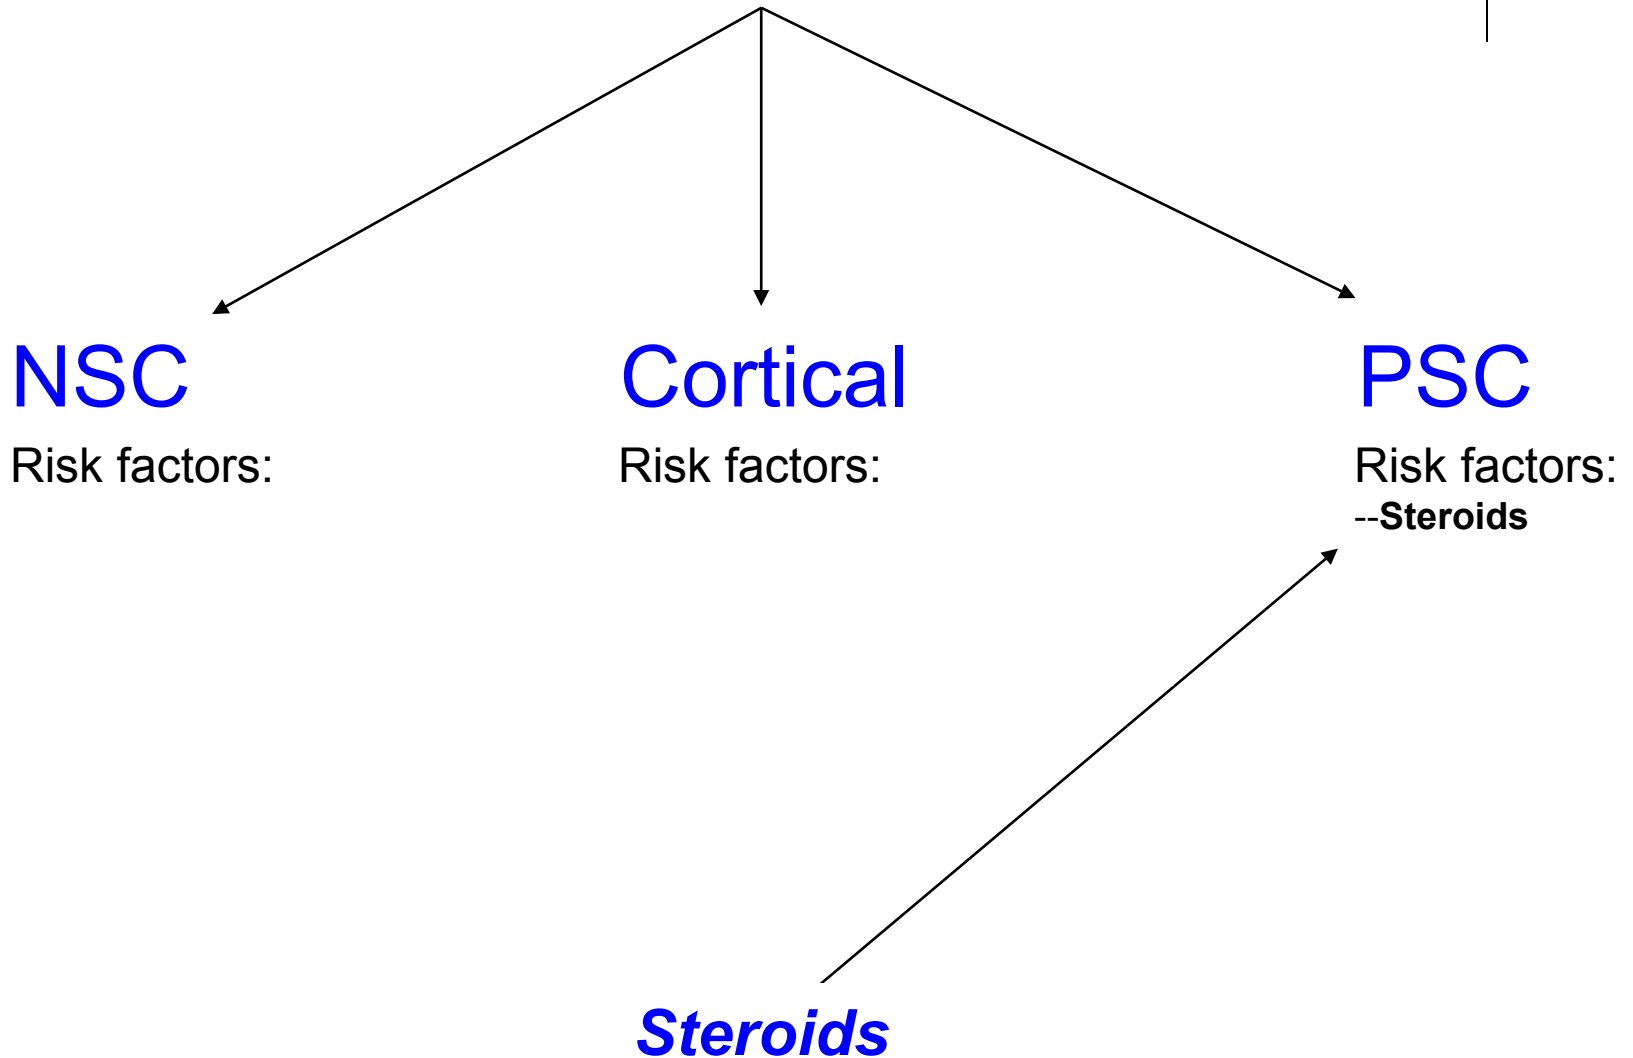 NSC
Risk factors:
Cortical
Risk factors:
PSC
Risk factors:
--Steroids
Steroids